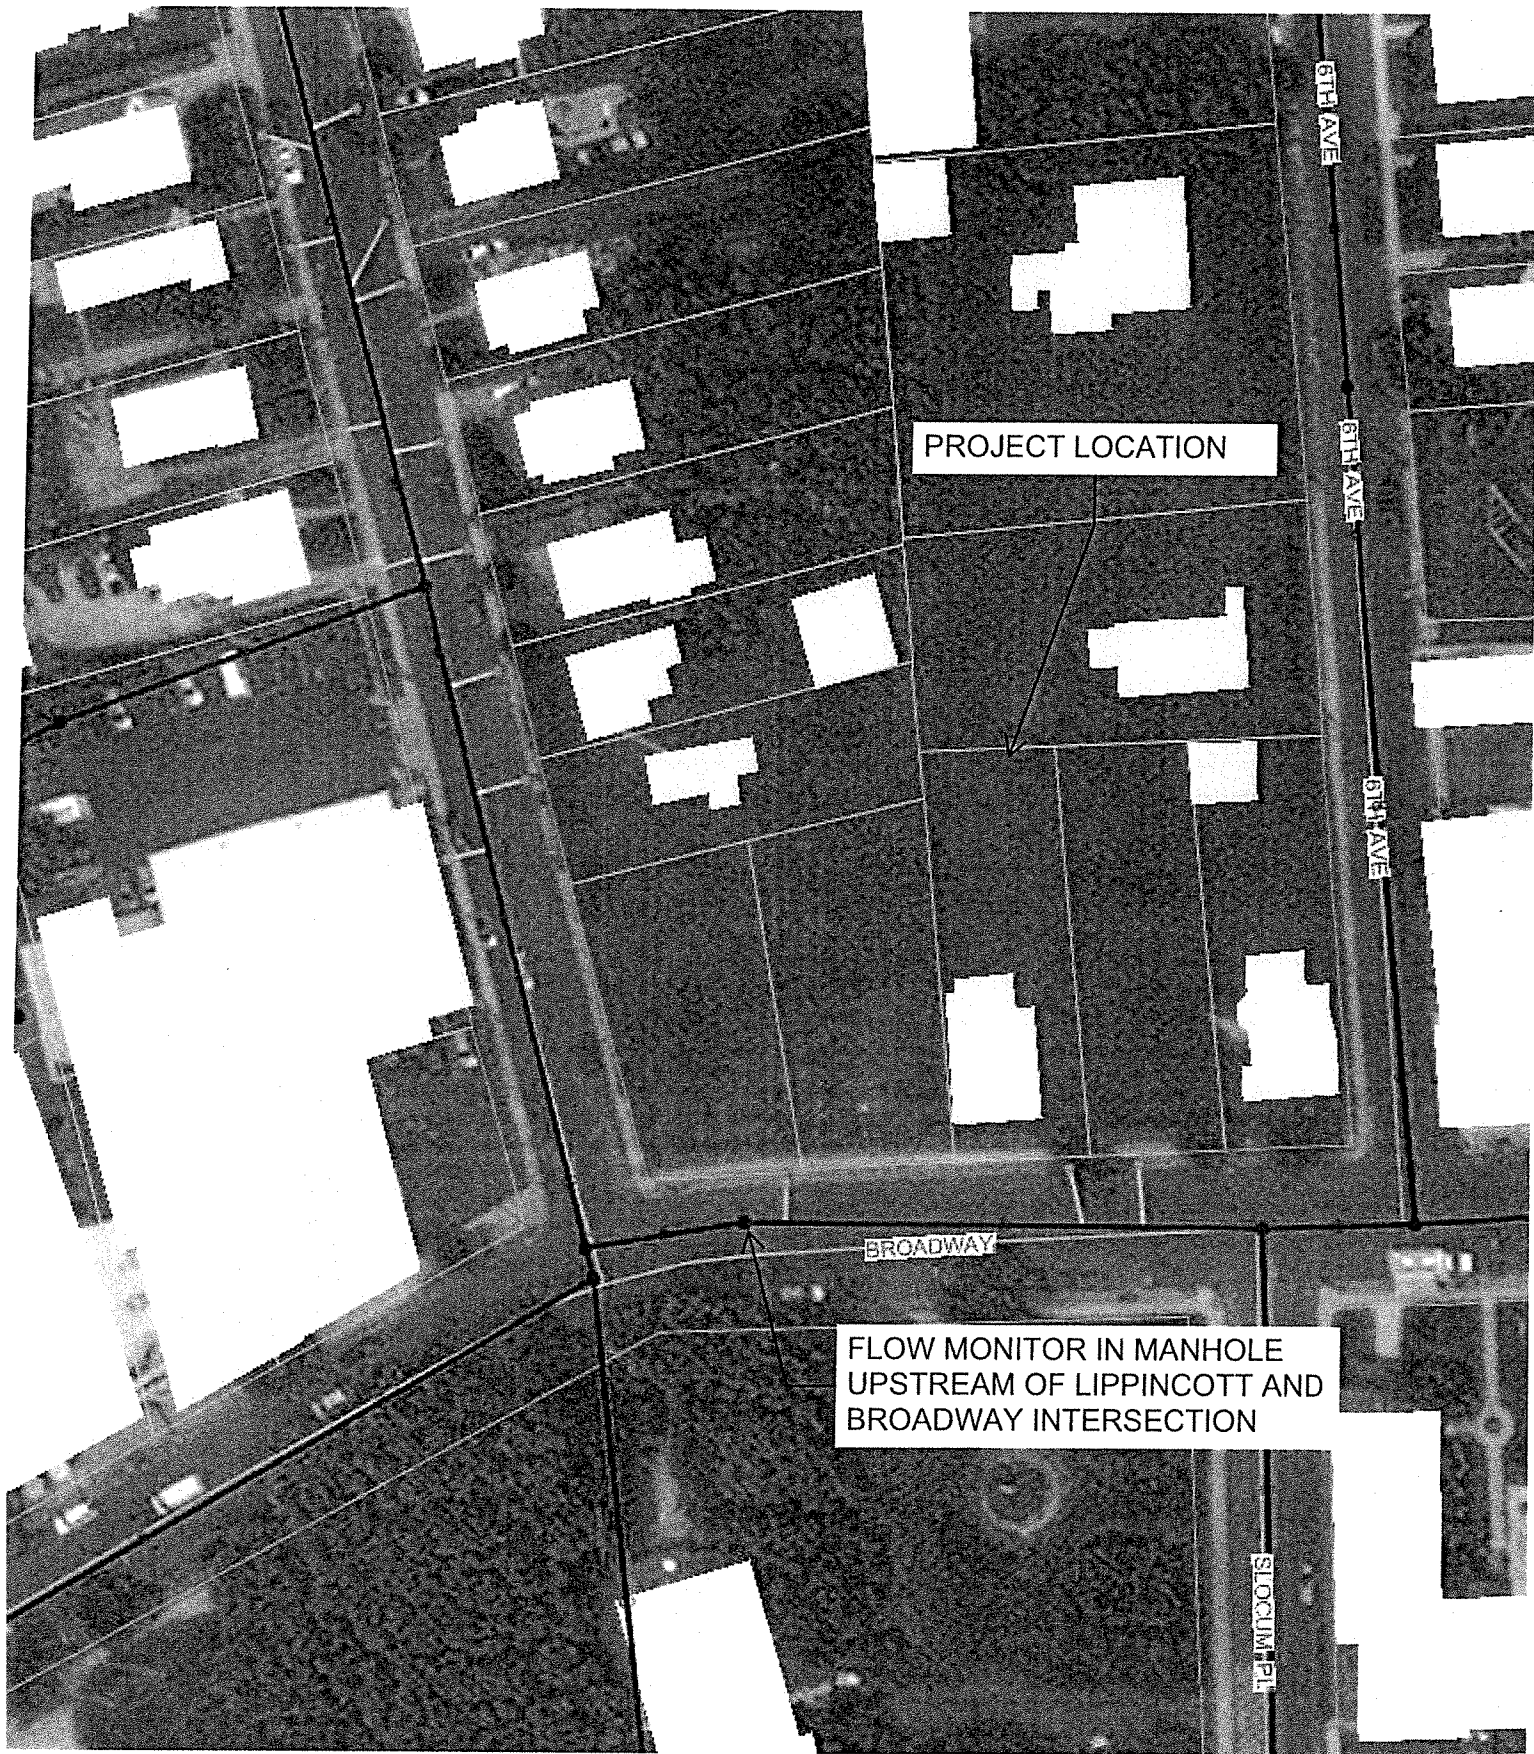 6TH AVE
6TH AVE
PROJECT LOCATION
6TH AVE
BROADWAY
FLOW MONITOR IN MANHOLE
UPSTREAM OF LIPPINCOTT AND
BROADWAY INTERSECTION
SLOCUM PL